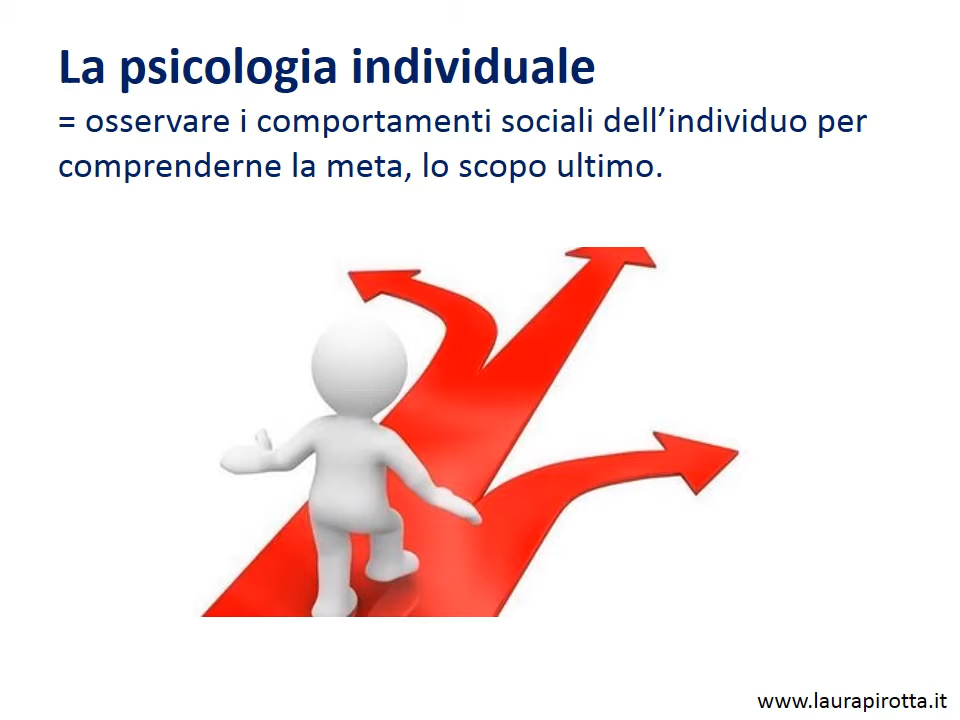 La psicologia individuale
= osservare i comportamenti sociali dell’individuo per
comprenderne la meta, lo scopo ultimo.
www.laurapirotta.it